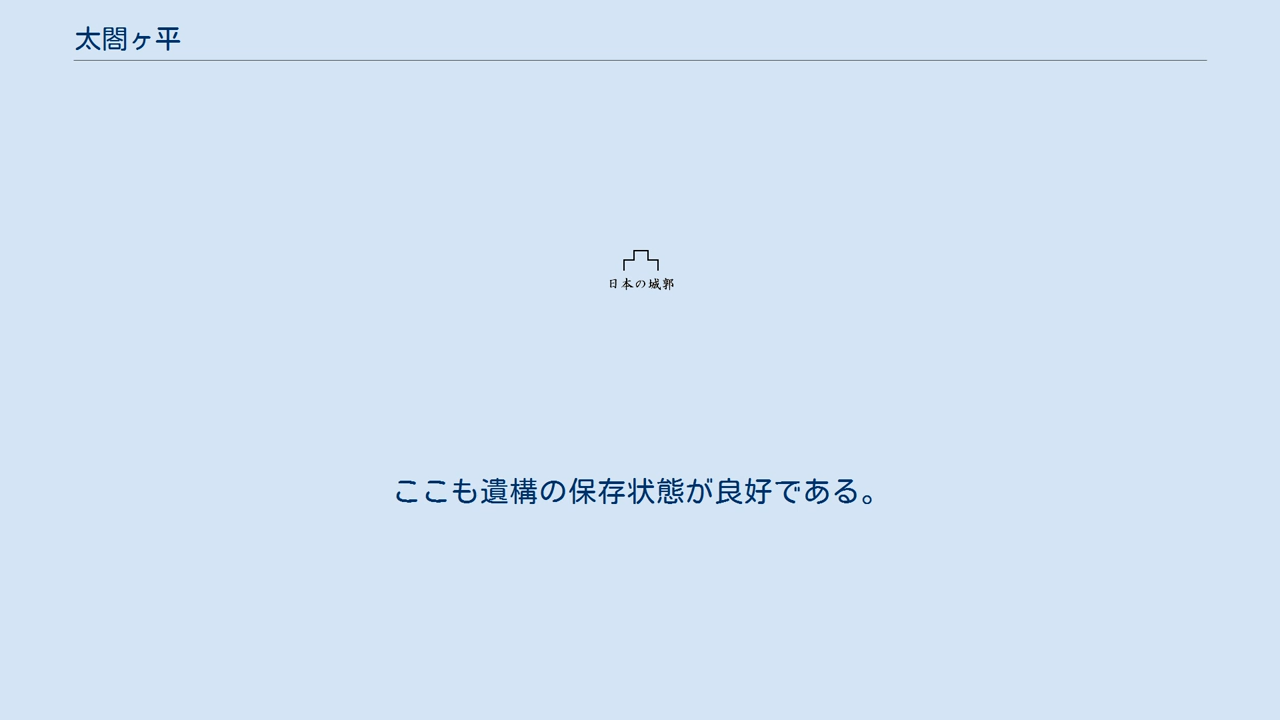 太閤ヶ平
日本の城郭
ここも遺構の保存状態が良好である。